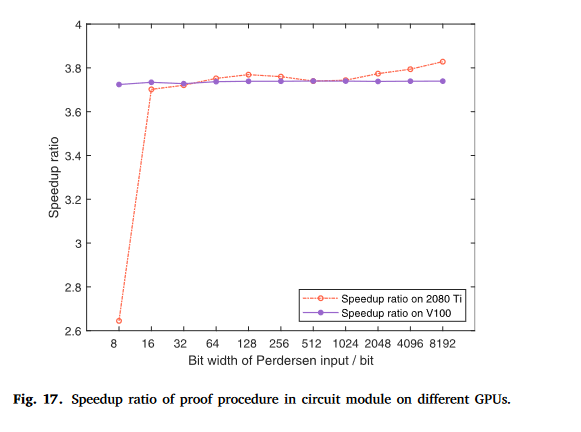 4
3.8
3.6
3.4
3.2
3
2.8
2.6
Speedup ratio
Speedup ratio on 2080 Ti
Speedup ratio on V100
8 16 32 64 128 256 512 1024 2048 4096 8192
Bit width of Perdersen input / bit
Fig. 17. Speedup ratio of proof procedure in circuit module on different GPUs.